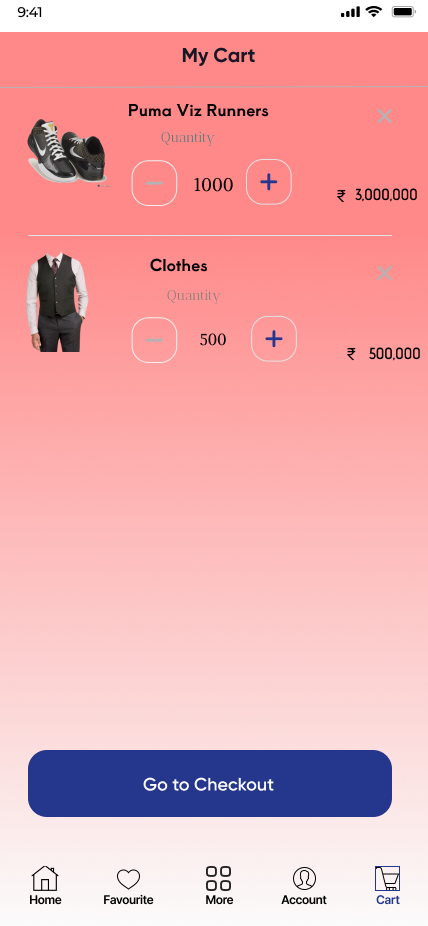 9:41
My Cart
Puma Viz Runners
Quantity
1000
₹ 3,000,000
Clothes
Quantity
500
₹ 500,000
Go to Checkout
Home Favourite More Account Cart